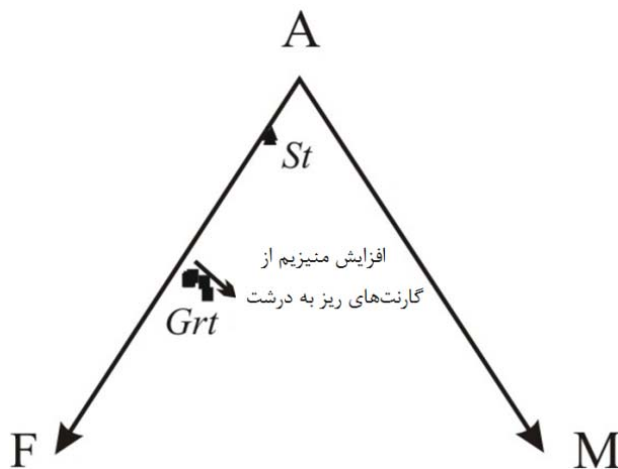 A
St
افزایش منیزیم از
گارنت‌های ریز به درشت
Grt
F
M